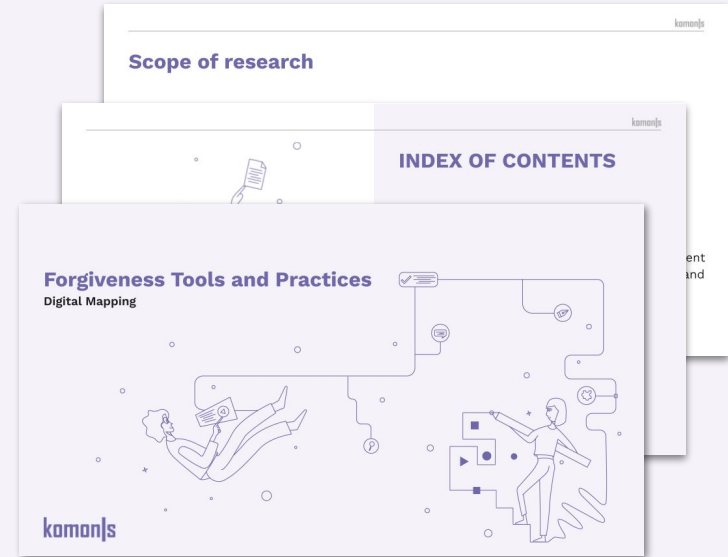 komon|s
Scope of research
komon|s
INDEX OF CONTENTS
ent
and
Forgiveness Tools and Practices
Digital Mapping
komon|s